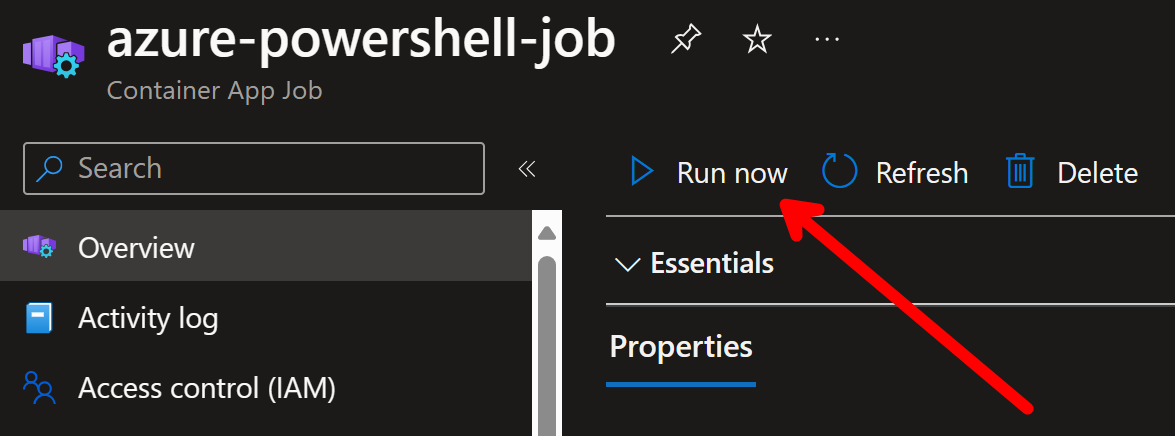 azure-powershell-job
Container App Job
Search
Run now
Refresh
Delete
Overview
Activity log
Access control (IAM)
Essentials
Properties